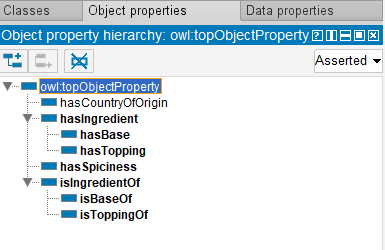 Classes
Object properties
Data properties
Object property hierarchy: owl:topObjectProperty
Asserted
owl:topObjectProperty
hasCountryOfOrigin
hasIngredient
hasBase
hasTopping
hasSpiciness
isIngredientOf
isBaseOf
isToppingOf